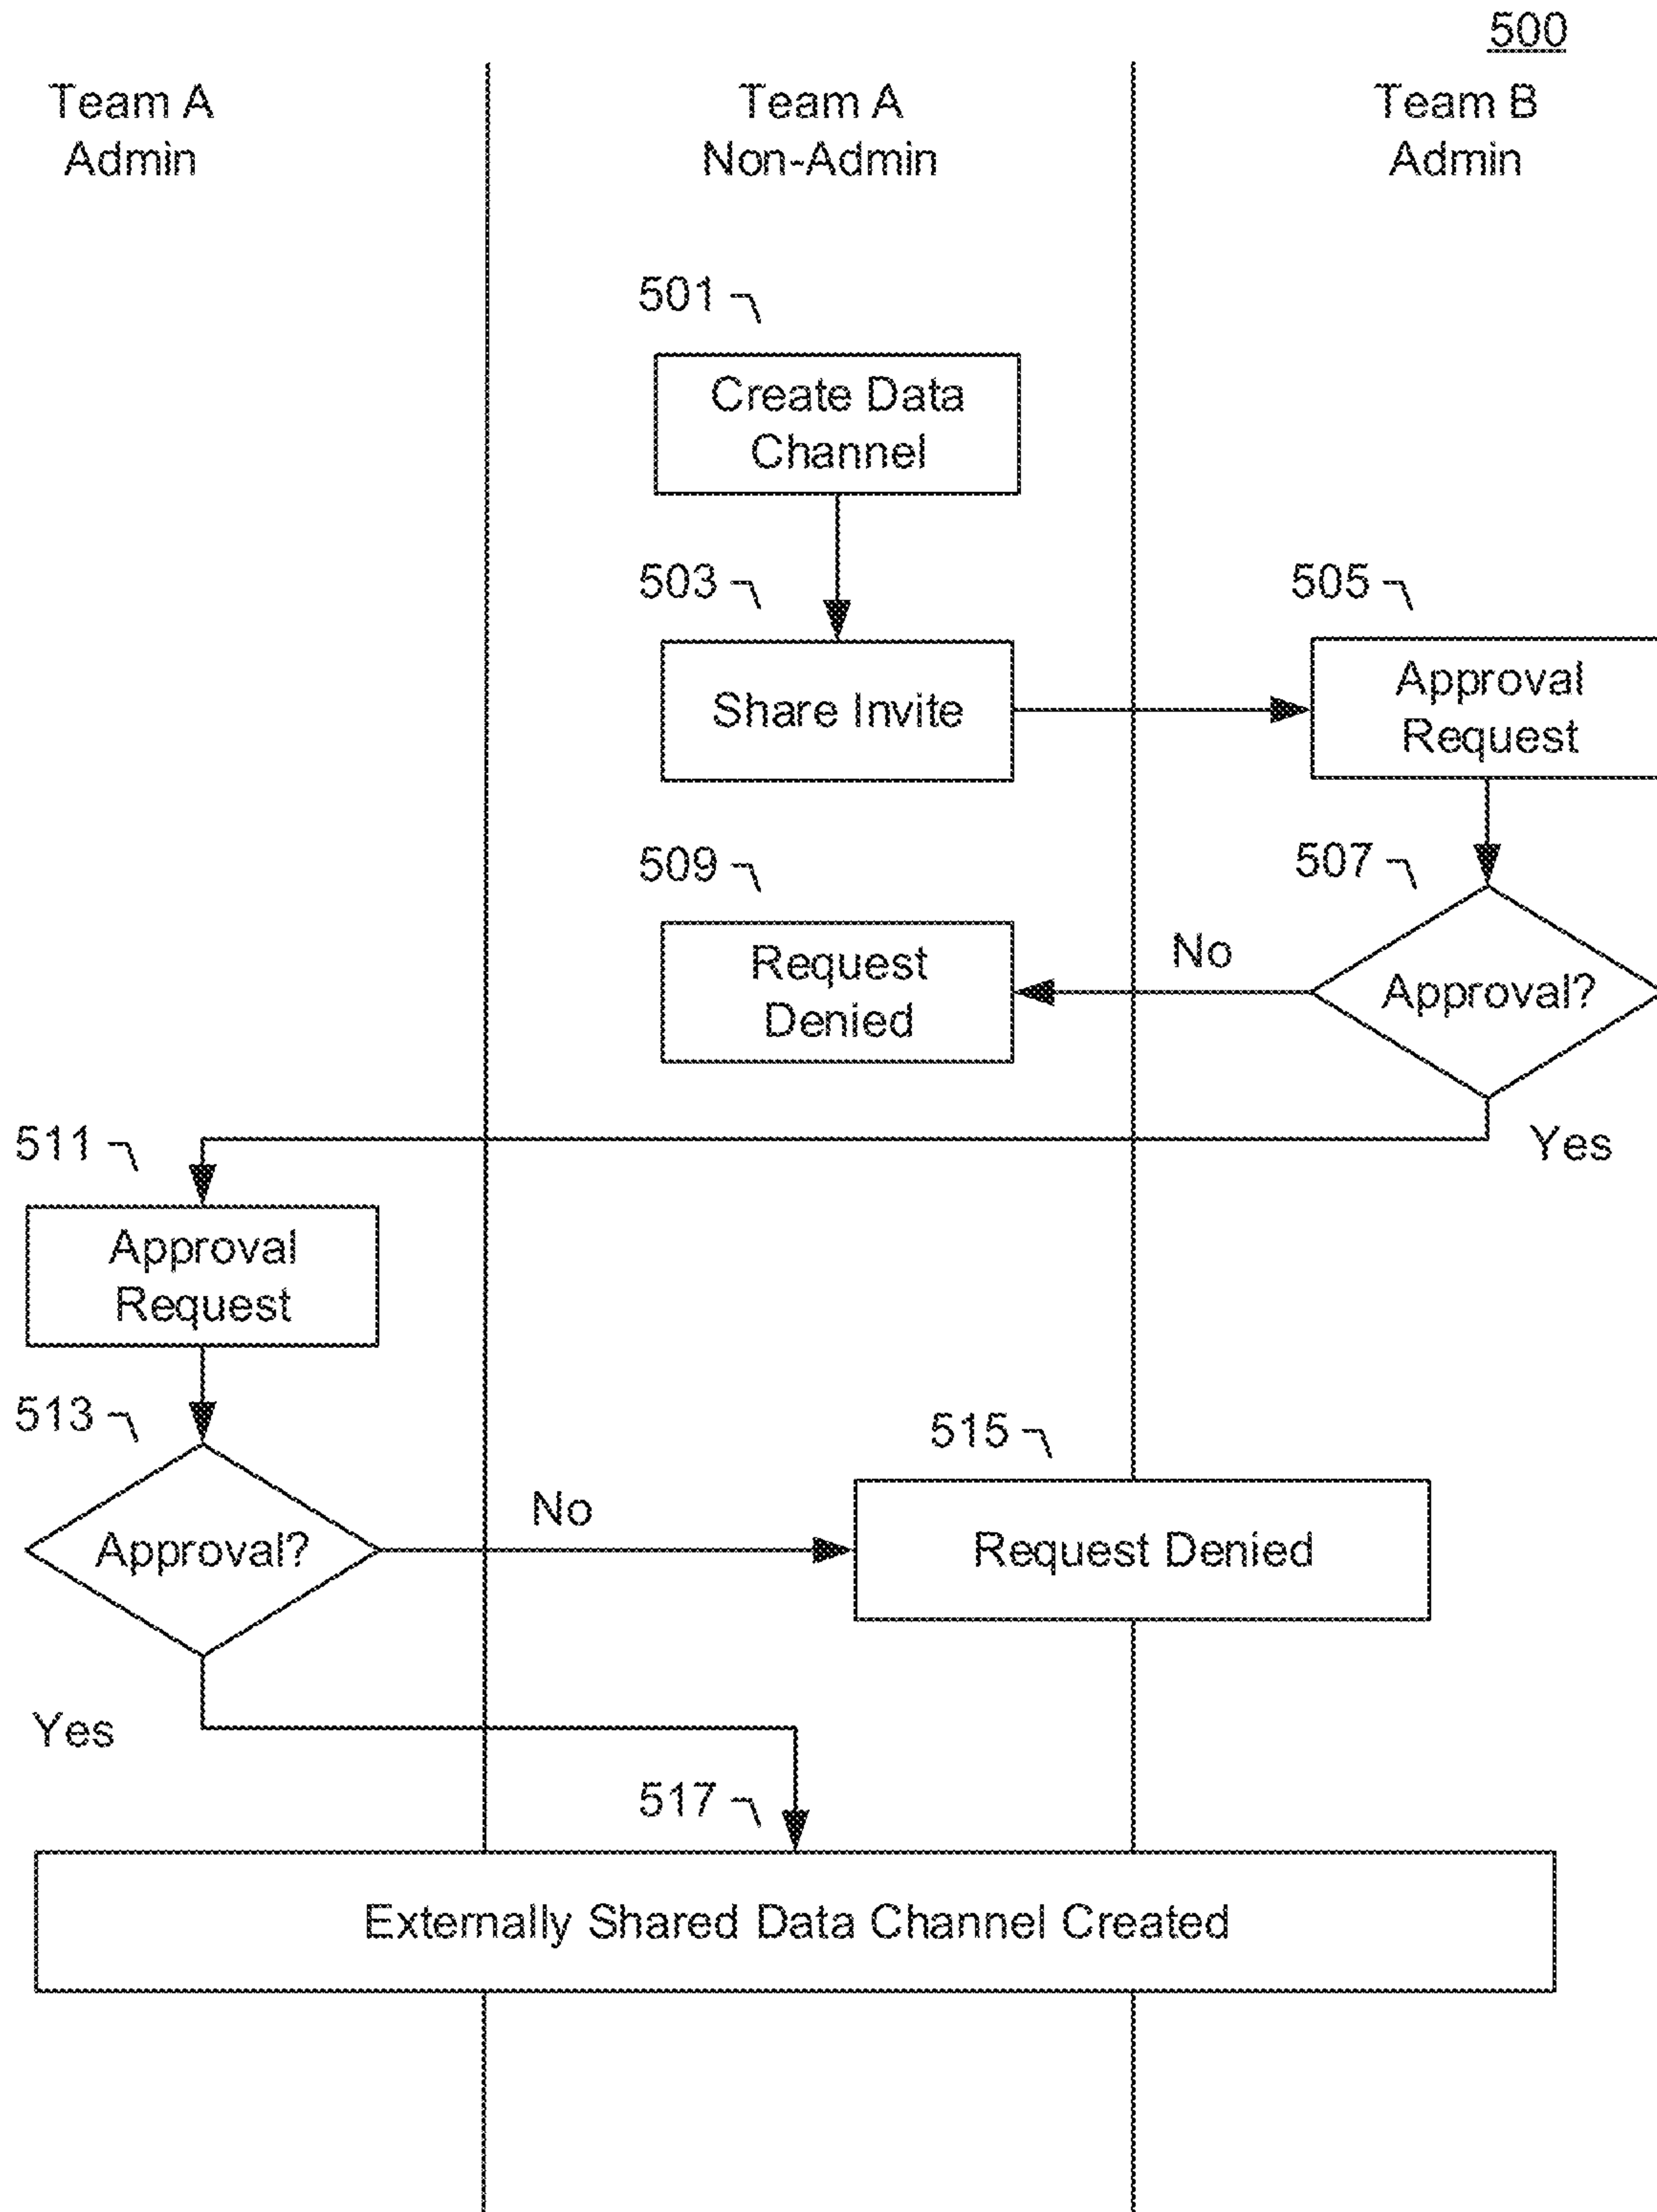 500
Team A
Admin
Team A
Non-Admin
Team B
Admin
501
Create Data
Channel
503
Share Invite
505
Approval
Request
507
Approval?
No
509
Request
Denied
Yes
511
Approval
Request
513
Approval?
No
515
Request Denied
Yes
517
Externally Shared Data Channel Created